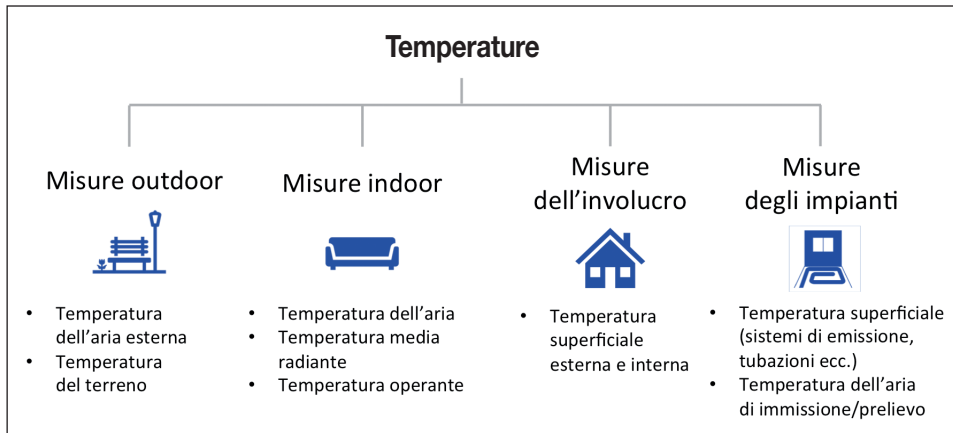 Temperature
Misure outdoor
• Temperatura
dell'aria esterna
• Temperatura
del terreno
Misure indoor
• Temperatura dell'aria
• Temperatura media
radiante
• Temperatura operante
Misure
dell'involucro
• Temperatura
superficiale
esterna e interna
Misure
degli impianti
• Temperatura superficiale
(sistemi di emissione,
tubazioni ecc.)
• Temperatura dell'aria
di immissione/prelievo